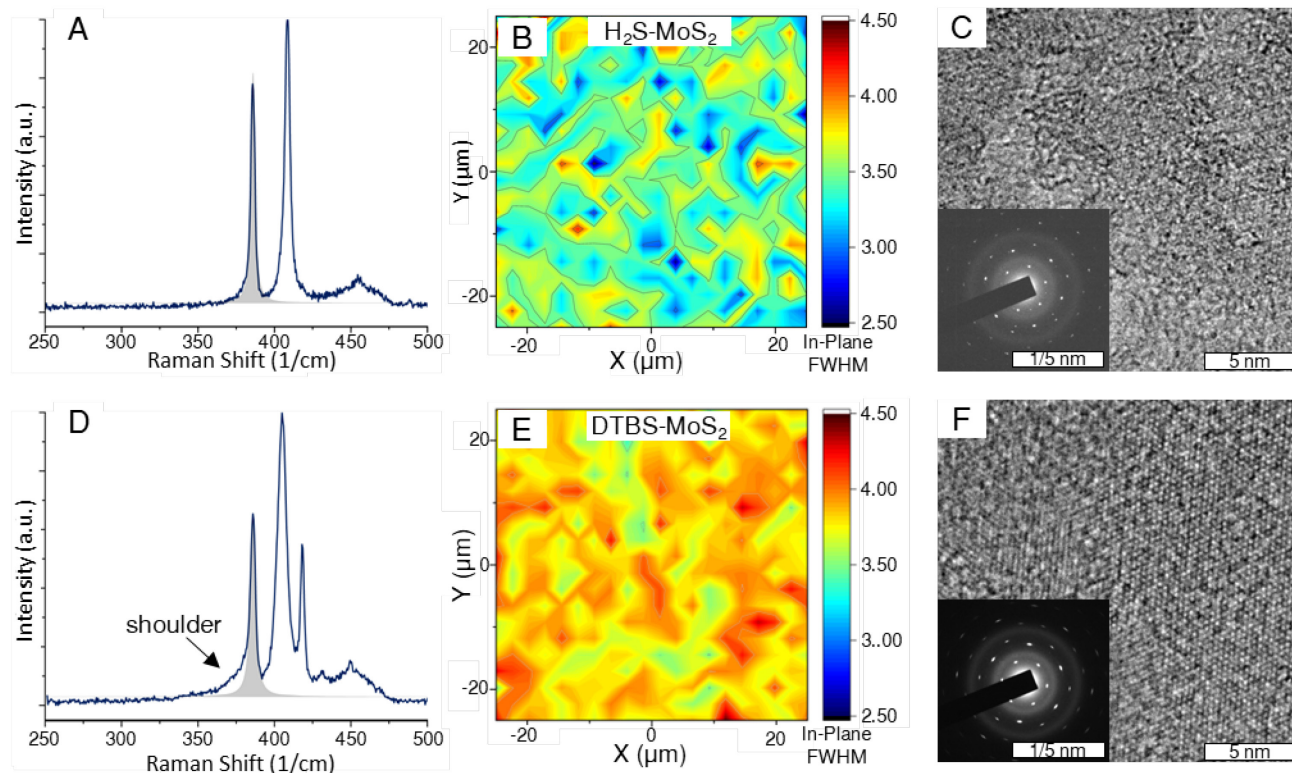 A
Intensity (a.u.)
250 300 350 400 450 500
Raman Shift (1/cm)
B
H₂S-MoS₂
Y (µm)
20
0
-20
-20 0 20
X (µm)
4.50
4.00
3.50
3.00
2.50
In-Plane
FWHM
C
1/5 nm
5 nm
D
Intensity (a.u.)
shoulder
250 300 350 400 450 500
Raman Shift (1/cm)
E
DTBS-MoS₂
Y (µm)
20
0
-20
-20 0 20
X (µm)
4.50
4.00
3.50
3.00
2.50
In-Plane
FWHM
F
1/5 nm
5 nm